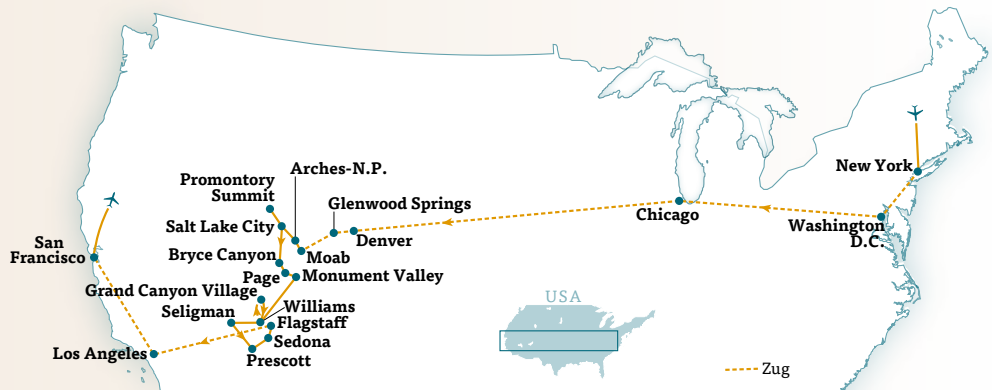 New York
Arches-N.P.
Promontory
Summit
Glenwood Springs
Chicago
Washington
D.C.
Salt Lake City
Denver
San
Francisco
Moab
Bryce Canyon
Page
Monument Valley
Grand Canyon Village
Williams
Seligman
Flagstaff
Sedona
Los Angeles
Prescott
USA
Zug